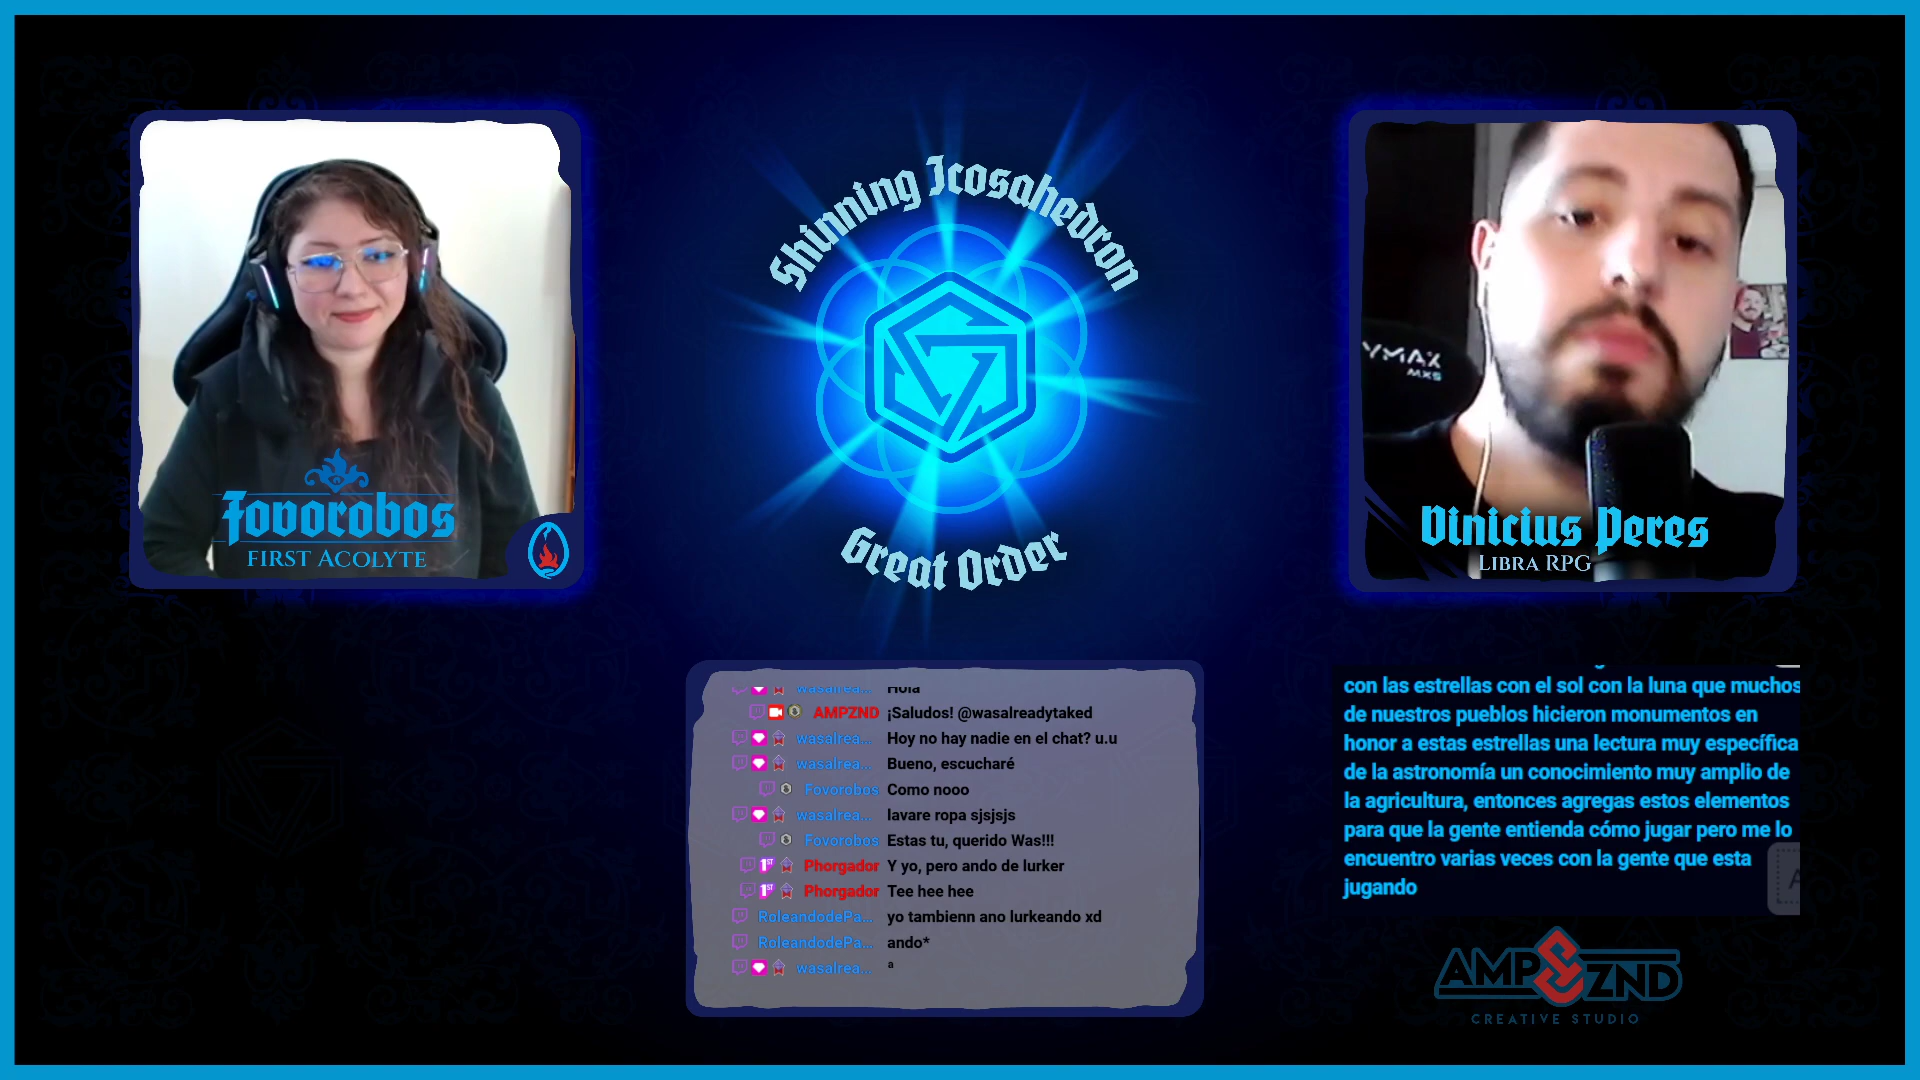 Shinning Icosahedron
Great Order
Fovorobos
FIRST ACOLYTE
YMAX
MXS
Vinicius Peres
LIBRA RPG
wasalrea... Hola
AMPZND ¡Saludos! @wasalreadytaked
wasalrea... Hoy no hay nadie en el chat? u.u
wasalrea... Bueno, escucharé
Fovorobos Como nooo
wasalrea... lavare ropa sjsjsjs
Fovorobos Estas tu, querido Was!!!
1ST Phorgador Y yo, pero ando de lurker
1ST Phorgador Tee hee hee
RoleandodePa... yo tambienn ano lurkeando xd
RoleandodePa... ando*
wasalrea... a
con las estrellas con el sol con la luna que muchos
de nuestros pueblos hicieron monumentos en
honor a estas estrellas una lectura muy específica
de la astronomía un conocimiento muy amplio de
la agricultura, entonces agregas estos elementos
para que la gente entienda cómo jugar pero me lo
encuentro varias veces con la gente que esta
jugando
AMPZND
CREATIVE STUDIO